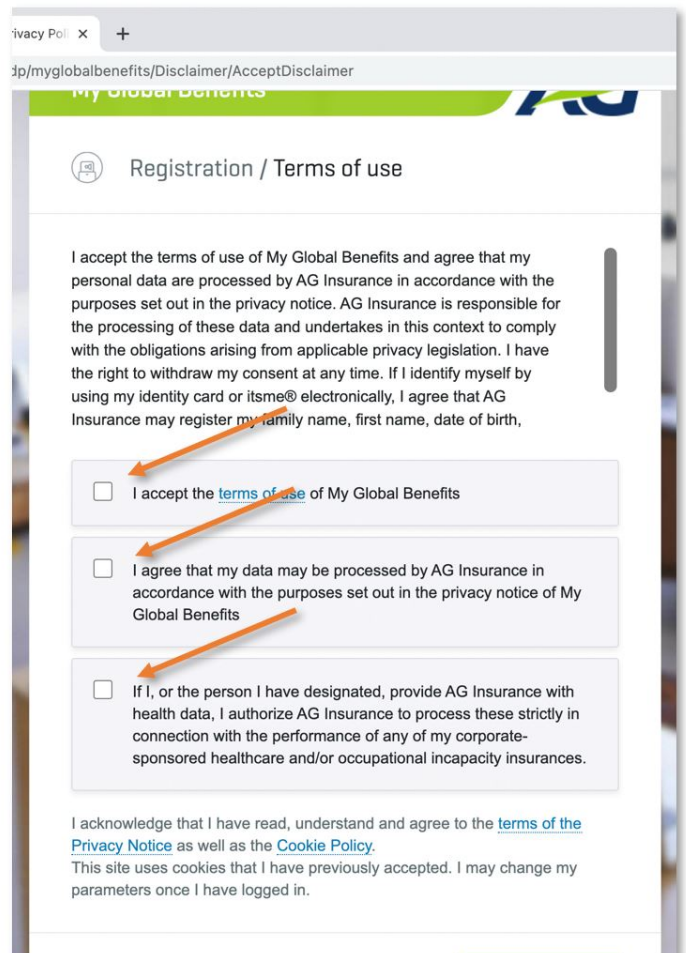 ivacy Poli × +
dp/myglobalbenefits/Disclaimer/AcceptDisclaimer
My Global Benefits
AG
Registration / Terms of use
I accept the terms of use of My Global Benefits and agree that my
personal data are processed by AG Insurance in accordance with the
purposes set out in the privacy notice. AG Insurance is responsible for
the processing of these data and undertakes in this context to comply
with the obligations arising from applicable privacy legislation. I have
the right to withdraw my consent at any time. If I identify myself by
using my identity card or itsme® electronically, I agree that AG
Insurance may register my family name, first name, date of birth,
I accept the terms of use of My Global Benefits
I agree that my data may be processed by AG Insurance in
accordance with the purposes set out in the privacy notice of My
Global Benefits
If I, or the person I have designated, provide AG Insurance with
health data, I authorize AG Insurance to process these strictly in
connection with the performance of any of my corporate-
sponsored healthcare and/or occupational incapacity insurances.
I acknowledge that I have read, understand and agree to the terms of the
Privacy Notice as well as the Cookie Policy.
This site uses cookies that I have previously accepted. I may change my
parameters once I have logged in.